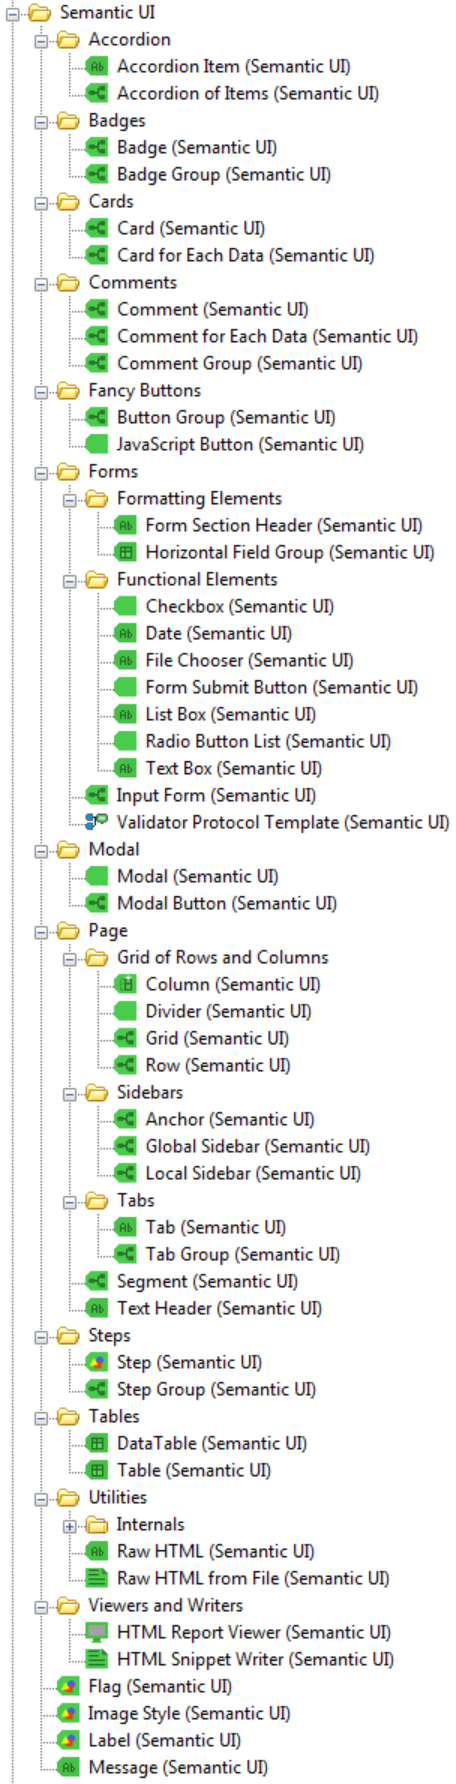 Semantic UI
Accordion
Accordion Item (Semantic UI)
Accordion of Items (Semantic UI)
Badges
Badge (Semantic UI)
Badge Group (Semantic UI)
Cards
Card (Semantic UI)
Card for Each Data (Semantic UI)
Comments
Comment (Semantic UI)
Comment for Each Data (Semantic UI)
Comment Group (Semantic UI)
Fancy Buttons
Button Group (Semantic UI)
JavaScript Button (Semantic UI)
Forms
Formatting Elements
Form Section Header (Semantic UI)
Horizontal Field Group (Semantic UI)
Functional Elements
Checkbox (Semantic UI)
Date (Semantic UI)
File Chooser (Semantic UI)
Form Submit Button (Semantic UI)
List Box (Semantic UI)
Radio Button List (Semantic UI)
Text Box (Semantic UI)
Input Form (Semantic UI)
Validator Protocol Template (Semantic UI)
Modal
Modal (Semantic UI)
Modal Button (Semantic UI)
Page
Grid of Rows and Columns
Column (Semantic UI)
Divider (Semantic UI)
Grid (Semantic UI)
Row (Semantic UI)
Sidebars
Anchor (Semantic UI)
Global Sidebar (Semantic UI)
Local Sidebar (Semantic UI)
Tabs
Tab (Semantic UI)
Tab Group (Semantic UI)
Segment (Semantic UI)
Text Header (Semantic UI)
Steps
Step (Semantic UI)
Step Group (Semantic UI)
Tables
DataTable (Semantic UI)
Table (Semantic UI)
Utilities
Internals
Raw HTML (Semantic UI)
Raw HTML from File (Semantic UI)
Viewers and Writers
HTML Report Viewer (Semantic UI)
HTML Snippet Writer (Semantic UI)
Flag (Semantic UI)
Image Style (Semantic UI)
Label (Semantic UI)
Message (Semantic UI)